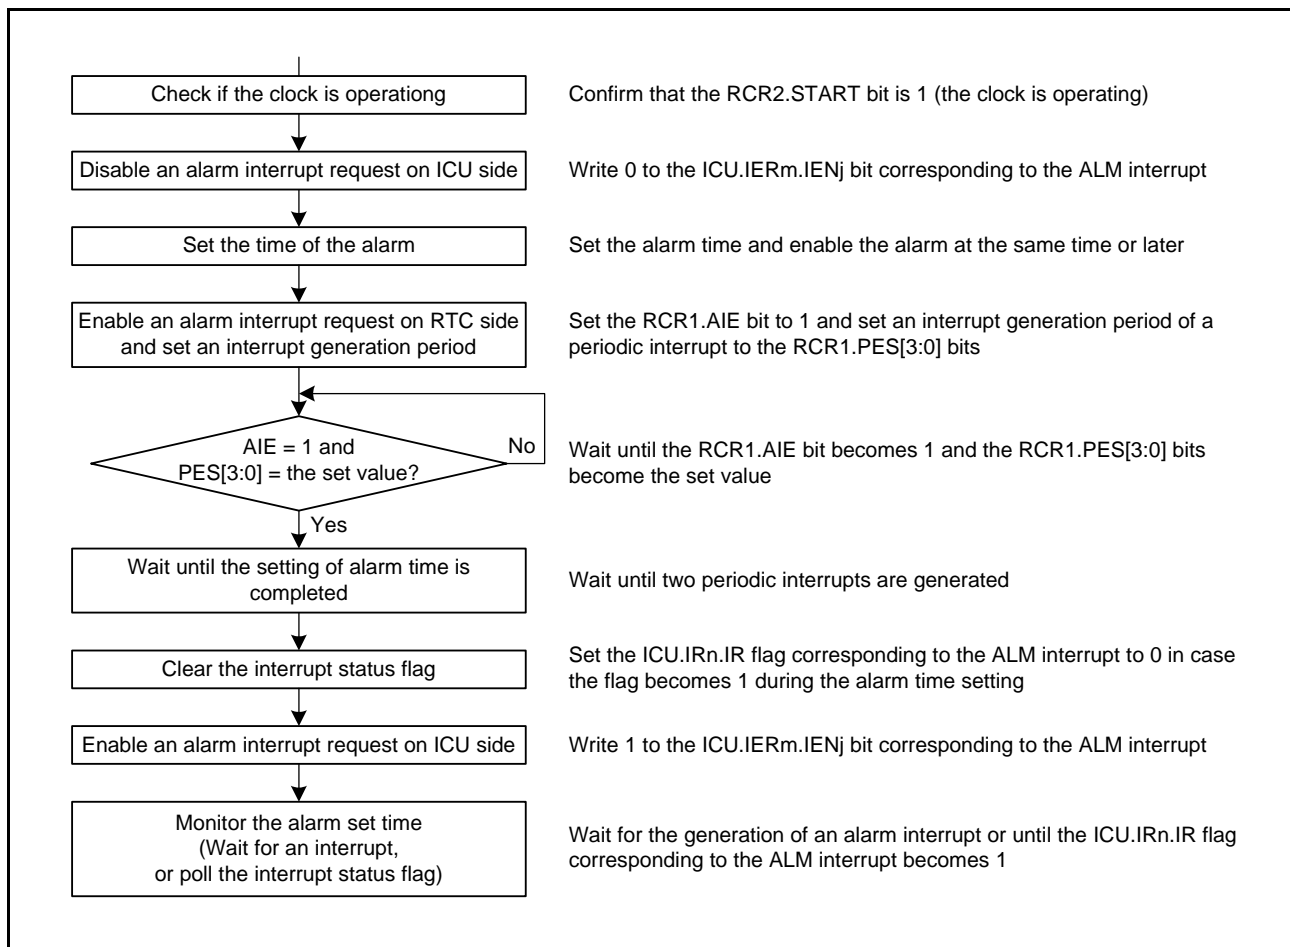 Check if the clock is operationg
Confirm that the RCR2.START bit is 1 (the clock is operating)
Disable an alarm interrupt request on ICU side
Write 0 to the ICU.IERm.IENj bit corresponding to the ALM interrupt
Set the time of the alarm
Set the alarm time and enable the alarm at the same time or later
Enable an alarm interrupt request on RTC side
and set an interrupt generation period
Set the RCR1.AIE bit to 1 and set an interrupt generation period of a
periodic interrupt to the RCR1.PES[3:0] bits
AIE = 1 and
PES[3:0] = the set value?
No
Wait until the RCR1.AIE bit becomes 1 and the RCR1.PES[3:0] bits
become the set value
Yes
Wait until the setting of alarm time is
completed
Wait until two periodic interrupts are generated
Clear the interrupt status flag
Set the ICU.IRn.IR flag corresponding to the ALM interrupt to 0 in case
the flag becomes 1 during the alarm time setting
Enable an alarm interrupt request on ICU side
Write 1 to the ICU.IERm.IENj bit corresponding to the ALM interrupt
Monitor the alarm set time
(Wait for an interrupt,
or poll the interrupt status flag)
Wait for the generation of an alarm interrupt or until the ICU.IRn.IR flag
corresponding to the ALM interrupt becomes 1